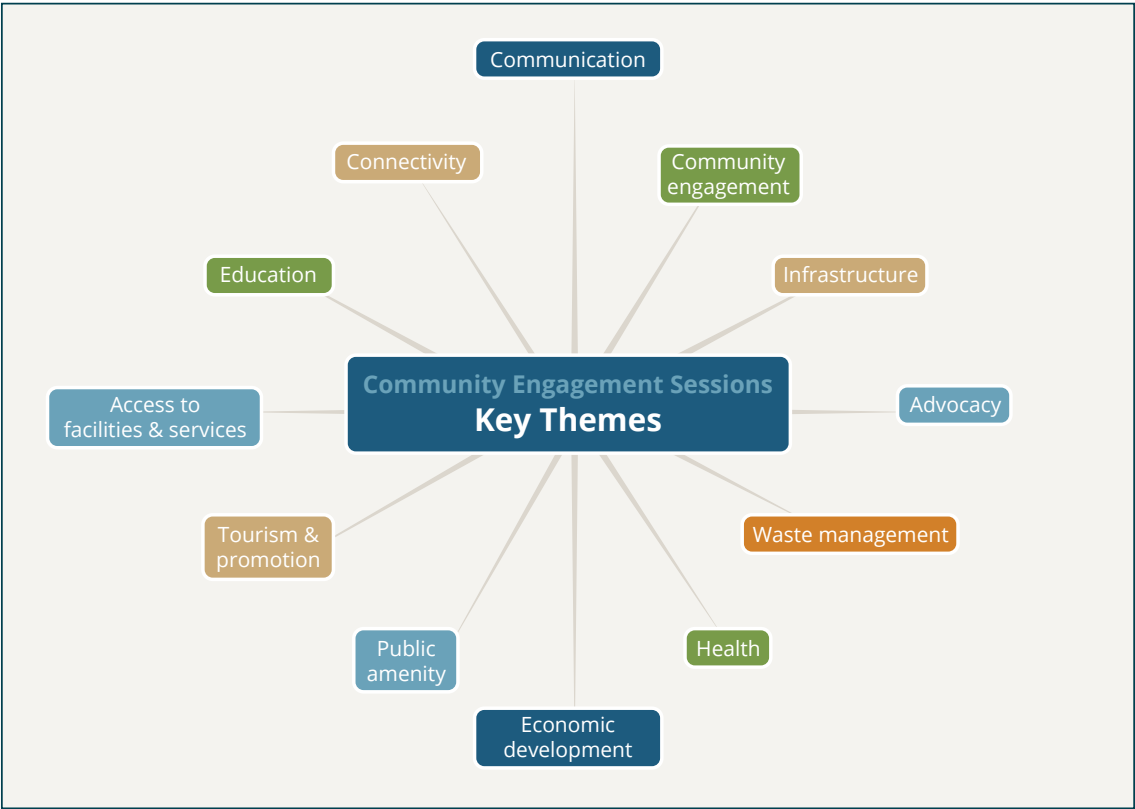 Communication
Connectivity
Community
engagement
Education
Infrastructure
Community Engagement Sessions
Key Themes
Access to
facilities & services
Advocacy
Tourism &
promotion
Waste management
Public
amenity
Health
Economic
development